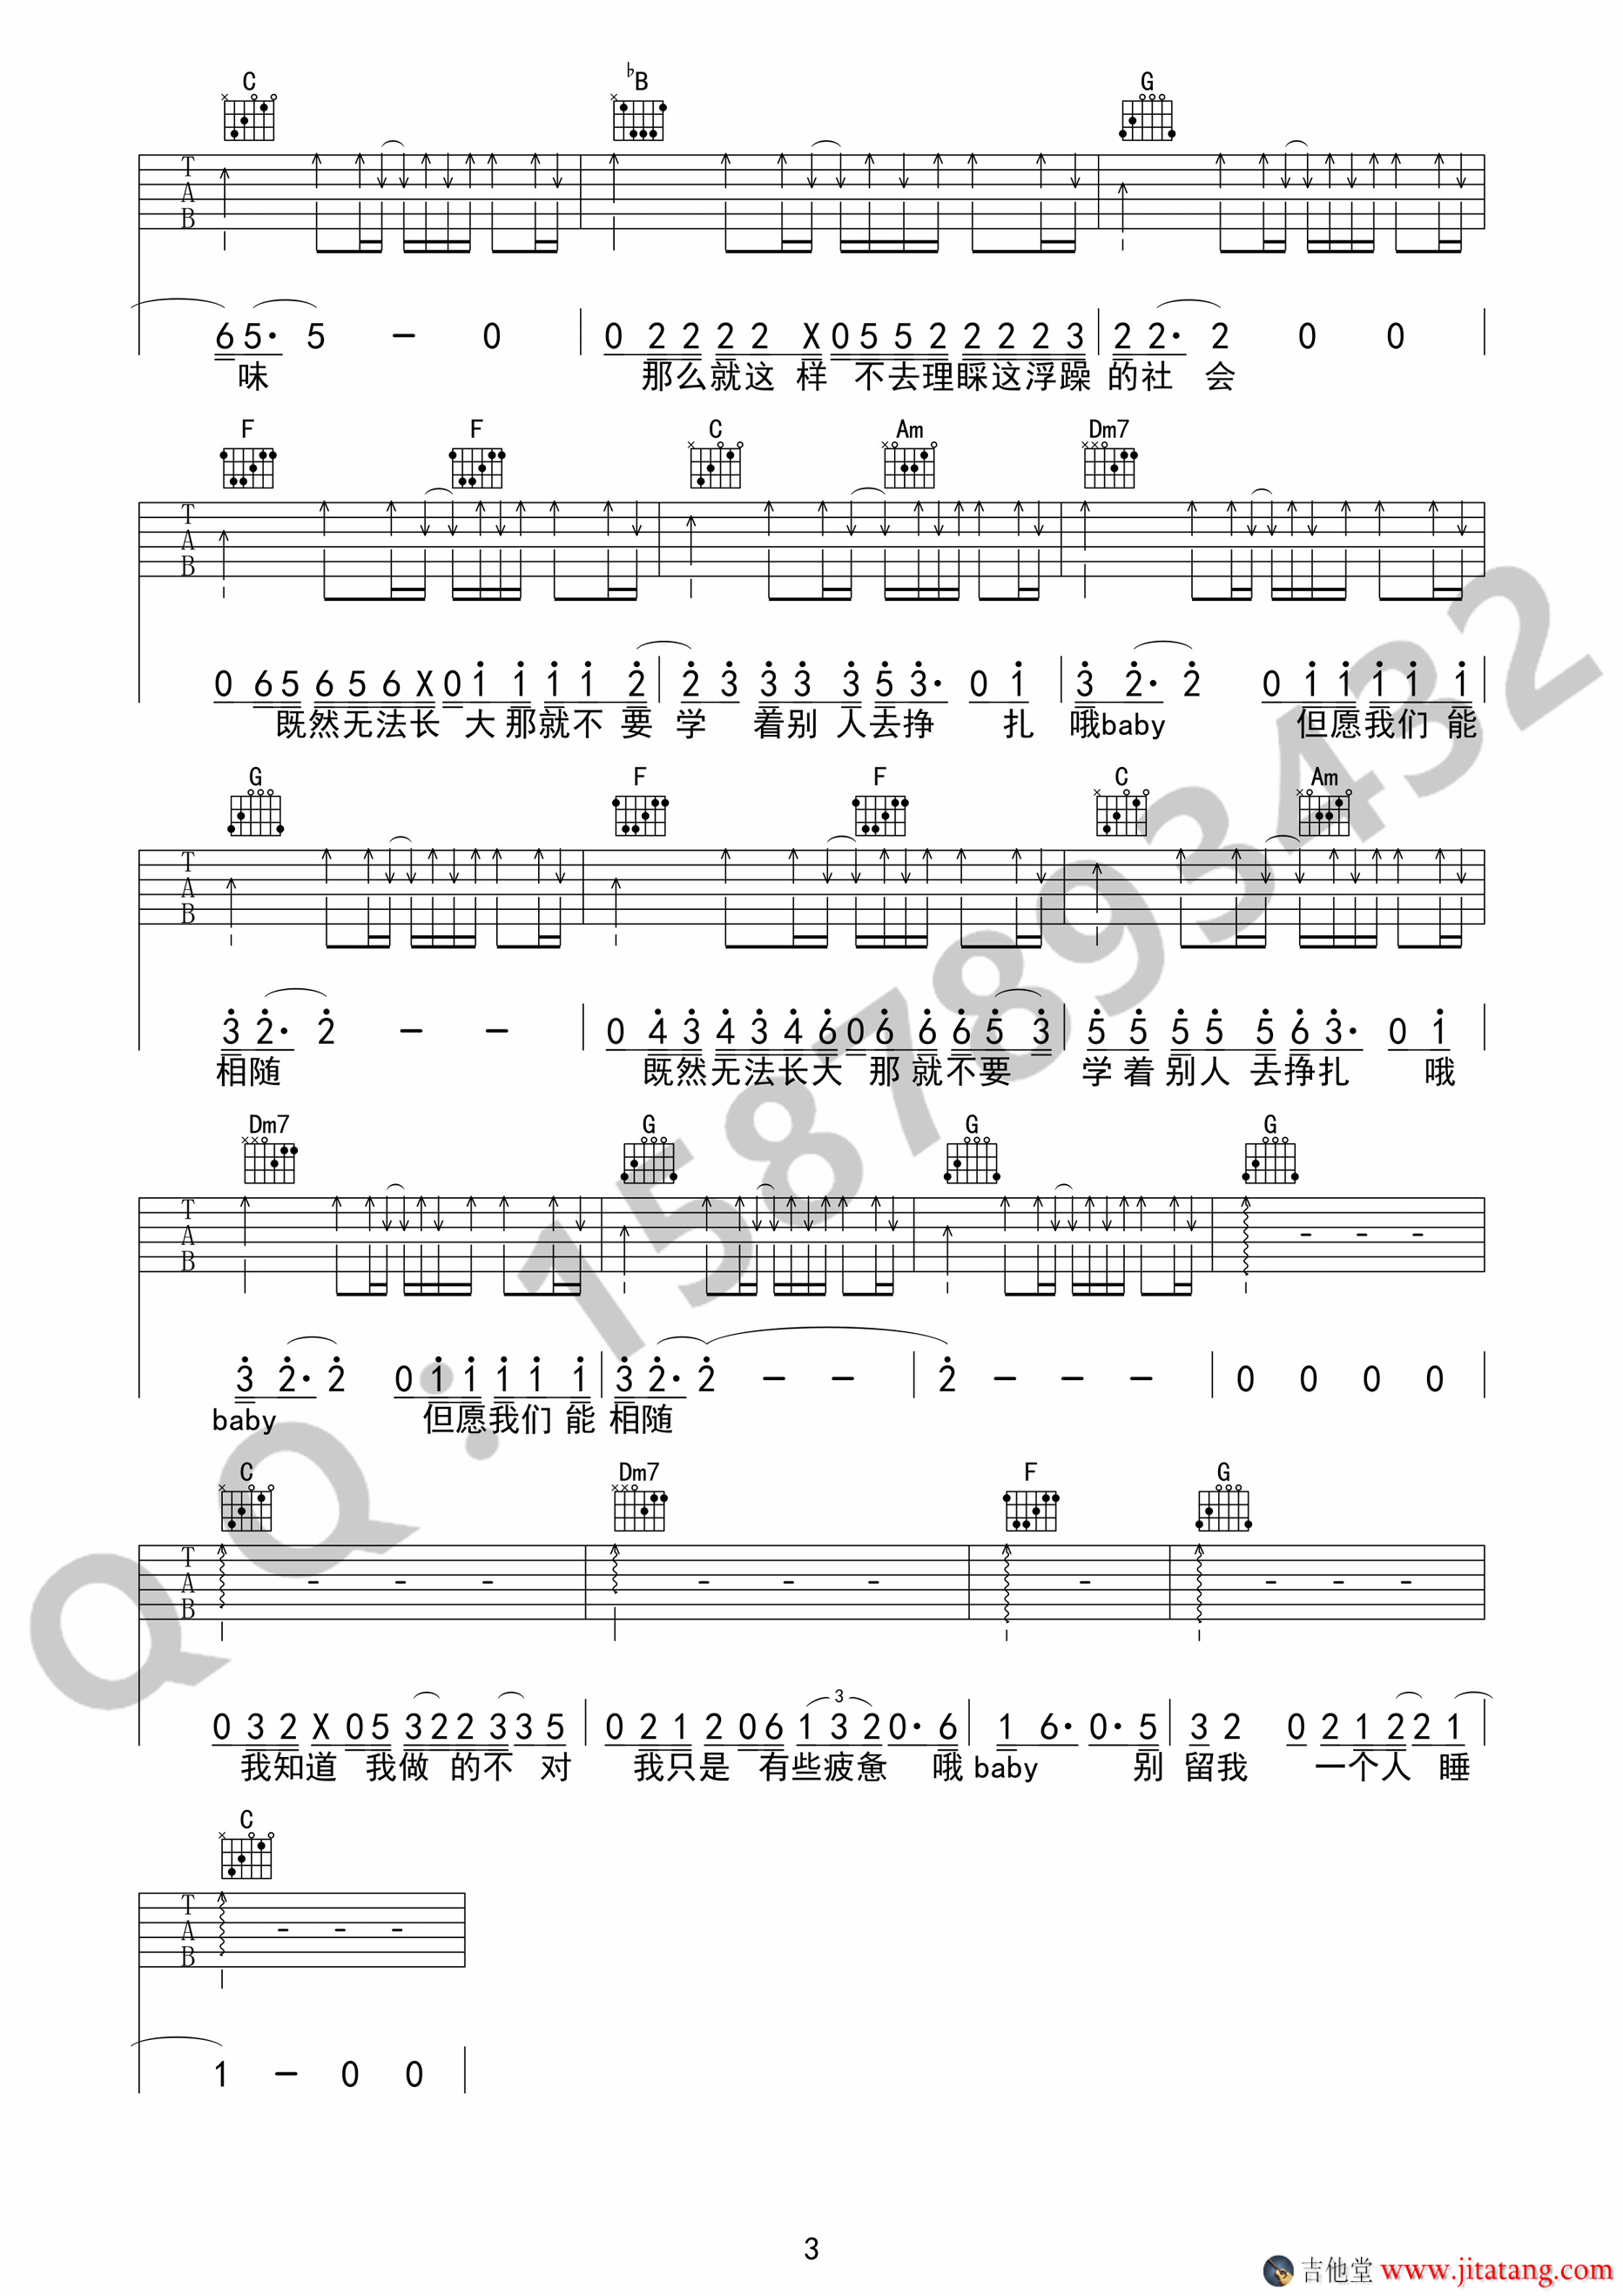 C ♭B G
T
A
B
6 5· 5 － 0 0 2 2 2 2 X 0 5 5 2 2 2 2 3 2 2· 2 0 0
味 那么就这 样 不去理睬这浮躁 的社 会
F F C Am Dm7
T
A
B
0 6 5 6 5 6 X 0 1 1 1 1 2 2 3 3 3 3 5 3· 0 1 3 2· 2 0 1 1 1 1 1
既然无法长 大 那就不 要 学 着别 人去挣 扎 哦baby 但愿我们 能
G F F C Am
T
A
B
3 2· 2 － － 0 4 3 4 3 4 6 0 6 6 6 5 3 5 5 5 5 5 6 3· 0 1
相随 既然无法长大 那 就不要 学 着 别人 去挣扎 哦
Dm7 G G G
T
A
B
3 2· 2 0 1 1 1 1 1 3 2· 2 － － 2 － － － 0 0 0 0
baby 但愿我们 能 相随
C Dm7 F G
T
A
B
3
0 3 2 X 0 5 3 2 2 3 3 5 0 2 1 2 0 6 1 3 2 0· 6 1 6· 0· 5 3 2 0 2 1 2 2 1
我知道 我做 的不 对 我只是 有些疲惫 哦 baby 别 留我 一个人 睡
C
T
A
B
1 － 0 0
QQ:1587893432
3
吉他堂 www.jitatang.com